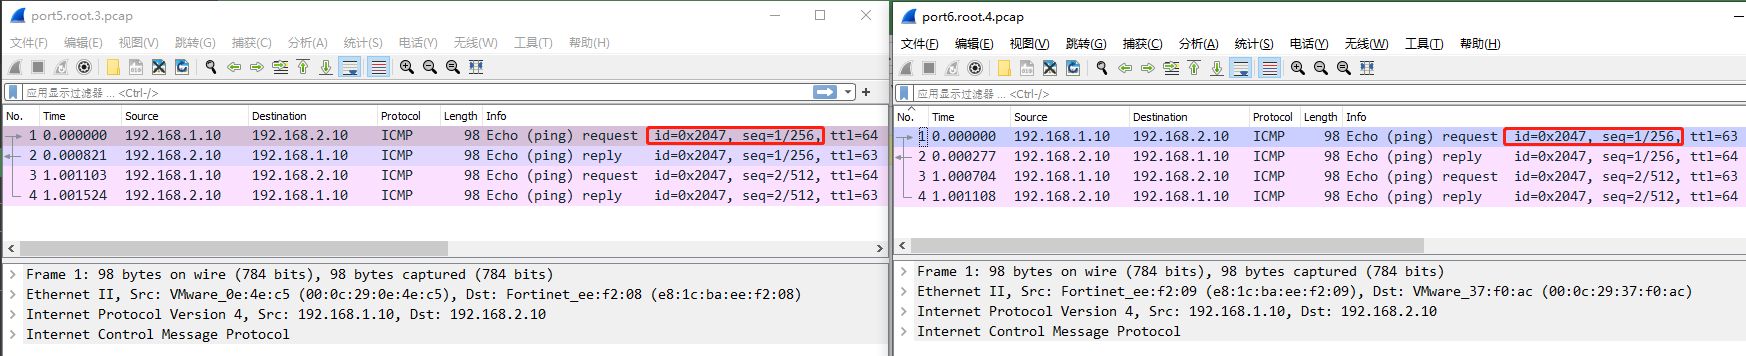 port5.root.3.pcap
文件(F) 编辑(E) 视图(V) 跳转(G) 捕获(C) 分析(A) 统计(S) 电话(Y) 无线(W) 工具(T) 帮助(H)
应用显示过滤器 … <Ctrl-/>
No. Time Source Destination Protocol Length Info
1 0.000000 192.168.1.10 192.168.2.10 ICMP 98 Echo (ping) request id=0x2047, seq=1/256, ttl=64
2 0.000821 192.168.2.10 192.168.1.10 ICMP 98 Echo (ping) reply id=0x2047, seq=1/256, ttl=63
3 1.001103 192.168.1.10 192.168.2.10 ICMP 98 Echo (ping) request id=0x2047, seq=2/512, ttl=64
4 1.001524 192.168.2.10 192.168.1.10 ICMP 98 Echo (ping) reply id=0x2047, seq=2/512, ttl=63
Frame 1: 98 bytes on wire (784 bits), 98 bytes captured (784 bits)
Ethernet II, Src: VMware_0e:4e:c5 (00:0c:29:0e:4e:c5), Dst: Fortinet_ee:f2:08 (e8:1c:ba:ee:f2:08)
Internet Protocol Version 4, Src: 192.168.1.10, Dst: 192.168.2.10
Internet Control Message Protocol
port6.root.4.pcap
文件(F) 编辑(E) 视图(V) 跳转(G) 捕获(C) 分析(A) 统计(S) 电话(Y) 无线(W) 工具(T) 帮助(H)
应用显示过滤器 … <Ctrl-/>
No. Time Source Destination Protocol Length Info
1 0.000000 192.168.1.10 192.168.2.10 ICMP 98 Echo (ping) request id=0x2047, seq=1/256, ttl=63
2 0.000277 192.168.2.10 192.168.1.10 ICMP 98 Echo (ping) reply id=0x2047, seq=1/256, ttl=64
3 1.000704 192.168.1.10 192.168.2.10 ICMP 98 Echo (ping) request id=0x2047, seq=2/512, ttl=63
4 1.001108 192.168.2.10 192.168.1.10 ICMP 98 Echo (ping) reply id=0x2047, seq=2/512, ttl=64
Frame 1: 98 bytes on wire (784 bits), 98 bytes captured (784 bits)
Ethernet II, Src: Fortinet_ee:f2:09 (e8:1c:ba:ee:f2:09), Dst: VMware_37:f0:ac (00:0c:29:37:f0:ac)
Internet Protocol Version 4, Src: 192.168.1.10, Dst: 192.168.2.10
Internet Control Message Protocol